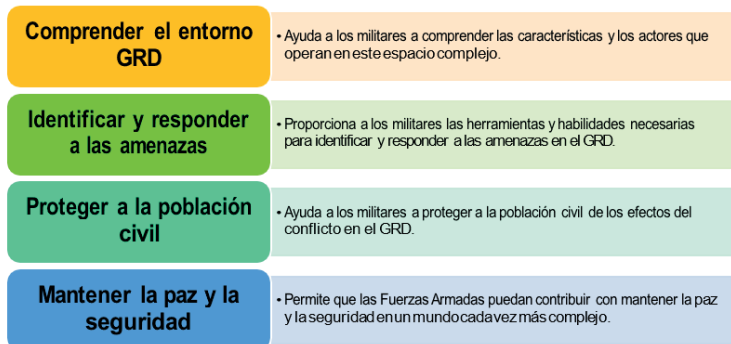 Comprender el entorno
GRD
• Ayuda a los militares a comprender las características y los actores que
operan en este espacio complejo.
Identificar y responder
a las amenazas
• Proporciona a los militares las herramientas y habilidades necesarias
para identificar y responder a las amenazas en el GRD.
Proteger a la población
civil
• Ayuda a los militares a proteger a la población civil de los efectos del
conflicto en el GRD.
Mantener la paz y la
seguridad
• Permite que las Fuerzas Armadas puedan contribuir con mantener la paz
y la seguridad en un mundo cada vez más complejo.